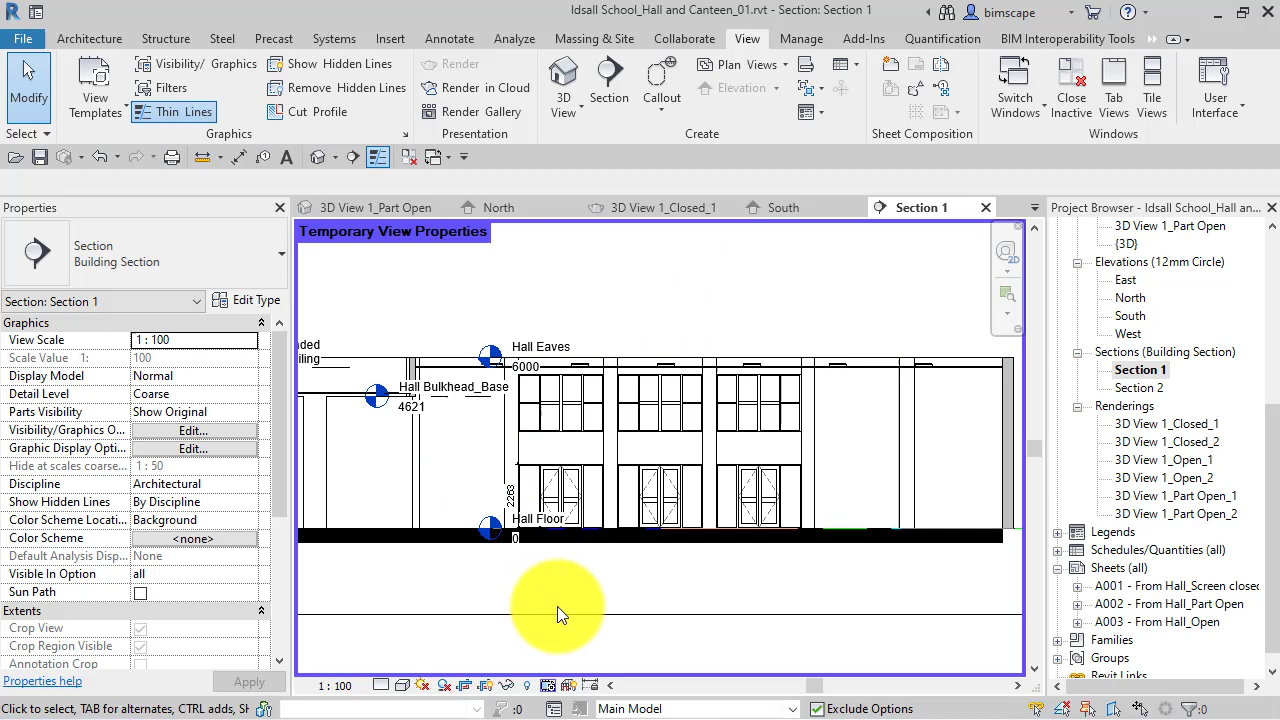 Idsall School_Hall and Canteen_01.rvt - Section: Section 1
bimscape
File
Architecture
Structure
Steel
Precast
Systems
Insert
Annotate
Analyze
Massing & Site
Collaborate
View
Manage
Add-Ins
Quantification
BIM Interoperability Tools
Modify
Select
View Templates
Visibility/ Graphics
Filters
Thin Lines
Show Hidden Lines
Remove Hidden Lines
Cut Profile
Graphics
Render
Render in Cloud
Render Gallery
Presentation
3D View
Section
Callout
Plan Views
Elevation
Create
Sheet Composition
Switch Windows
Close Inactive
Tab Views
Tile Views
Windows
User Interface
Properties
Section
Building Section
Section: Section 1
Edit Type
Graphics
View Scale 1 : 100
Scale Value 1: 100
Display Model Normal
Detail Level Coarse
Parts Visibility Show Original
Visibility/Graphics O... Edit...
Graphic Display Opti... Edit...
Hide at scales coarse... 1 : 50
Discipline Architectural
Show Hidden Lines By Discipline
Color Scheme Locati... Background
Color Scheme <none>
Default Analysis Disp... None
Visible In Option all
Sun Path
Extents
Crop View
Crop Region Visible
Annotation Crop
Properties help
Apply
3D View 1_Part Open
North
3D View 1_Closed_1
South
Section 1
Temporary View Properties
2D
nded
iling
Hall Eaves
6000
Hall Bulkhead_Base
4621
2263
Hall Floor
0
1 : 100
Project Browser - Idsall School_Hall an...
3D View 1_Part Open
{3D}
Elevations (12mm Circle)
East
North
South
West
Sections (Building Section)
Section 1
Section 2
Renderings
3D View 1_Closed_1
3D View 1_Closed_2
3D View 1_Open_1
3D View 1_Open_2
3D View 1_Part Open_1
3D View 1_Part Open_2
Legends
Schedules/Quantities (all)
Sheets (all)
A001 - From Hall_Screen closed
A002 - From Hall_Part Open
A003 - From Hall_Open
Families
Groups
Revit Links
Click to select, TAB for alternates, CTRL adds, SH
:0
Main Model
Exclude Options
:0